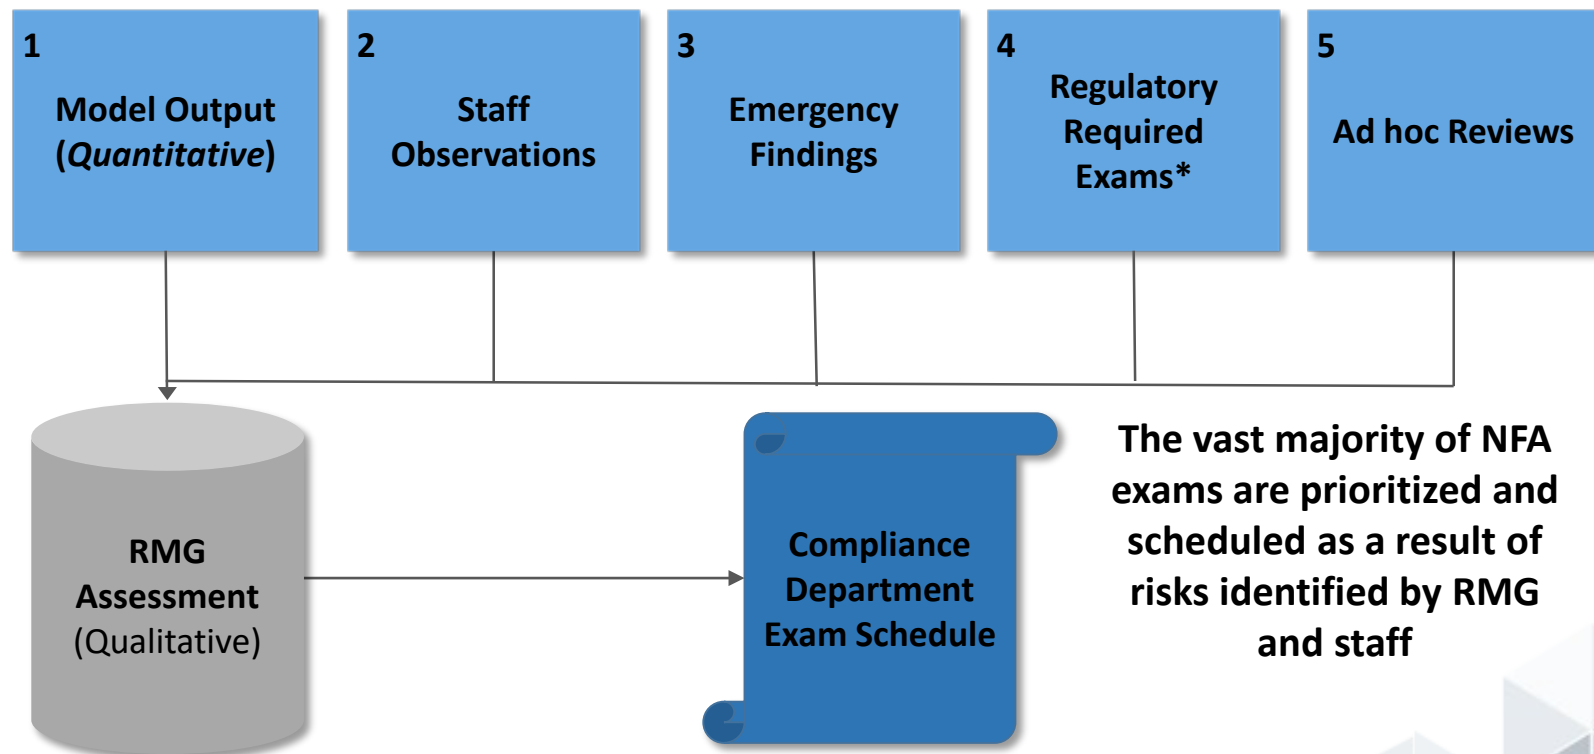 1
Model Output
(Quantitative)
2
Staff
Observations
3
Emergency
Findings
4
Regulatory
Required
Exams*
5
Ad hoc Reviews
RMG
Assessment
(Qualitative)
Compliance
Department
Exam Schedule
The vast majority of NFA
exams are prioritized and
scheduled as a result of
risks identified by RMG
and staff